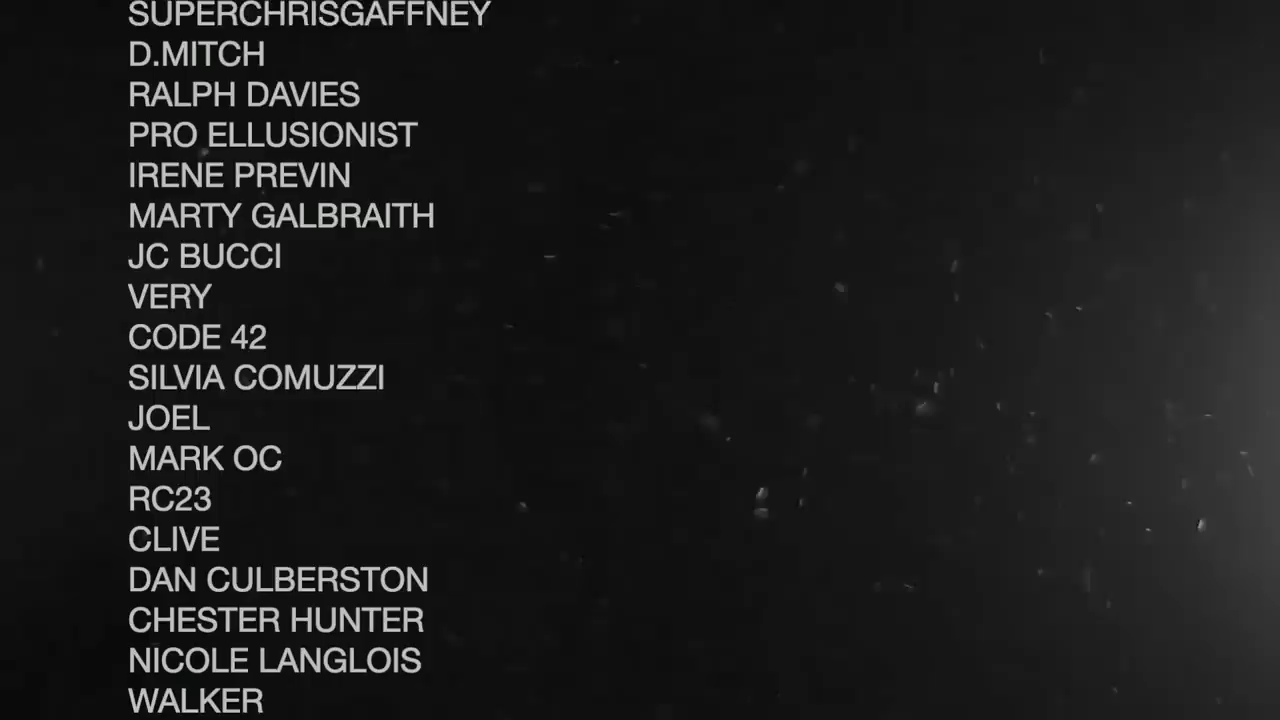 SUPERCHRISGAFFNEY
D.MITCH
RALPH DAVIES
PRO ELLUSIONIST
IRENE PREVIN
MARTY GALBRAITH
JC BUCCI
VERY
CODE 42
SILVIA COMUZZI
JOEL
MARK OC
RC23
CLIVE
DAN CULBERSTON
CHESTER HUNTER
NICOLE LANGLOIS
WALKER